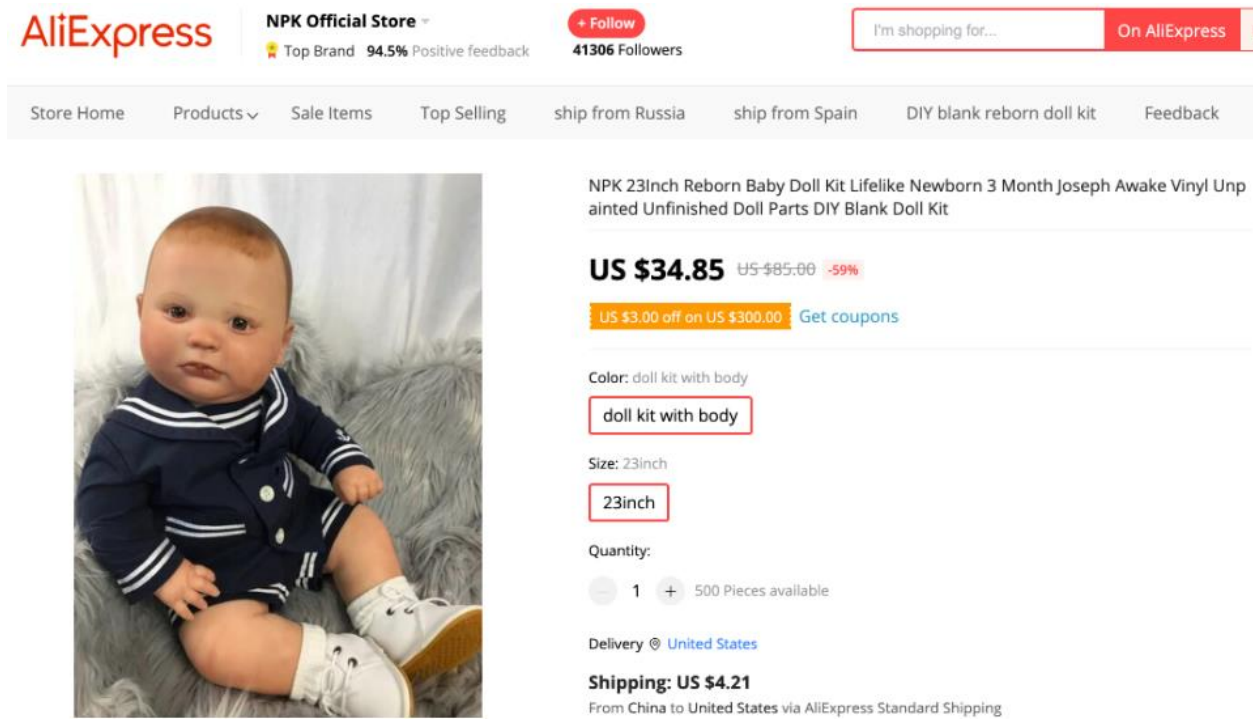 AliExpress
NPK Official Store
Top Brand 94.5% Positive feedback
+ Follow
41306 Followers
I'm shopping for...
On AliExpress
Store Home Products Sale Items Top Selling ship from Russia ship from Spain DIY blank reborn doll kit Feedback
NPK 23Inch Reborn Baby Doll Kit Lifelike Newborn 3 Month Joseph Awake Vinyl Unp
ainted Unfinished Doll Parts DIY Blank Doll Kit
US $34.85 US $85.00 -59%
US $3.00 off on US $300.00 Get coupons
Color: doll kit with body
doll kit with body
Size: 23inch
23inch
Quantity:
− 1 + 500 Pieces available
Delivery United States
Shipping: US $4.21
From China to United States via AliExpress Standard Shipping